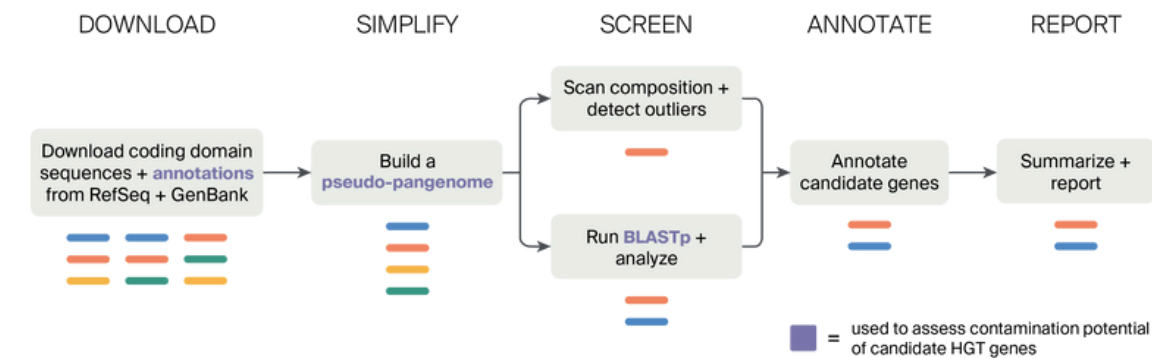 DOWNLOAD
SIMPLIFY
SCREEN
ANNOTATE
REPORT
Download coding domain
sequences + annotations
from RefSeq + GenBank
Build a
pseudo-pangenome
Scan composition +
detect outliers
Run BLASTp +
analyze
Annotate
candidate genes
Summarize +
report
= used to assess contamination potential
of candidate HGT genes